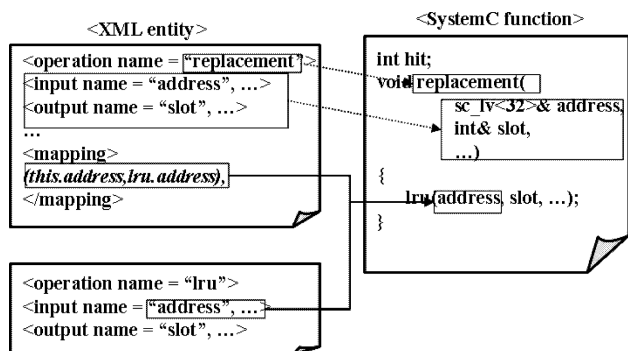 <XML entity>
<operation name = “replacement”>
<input name = “address”, …>
<output name = “slot”, …>
…
<mapping>
(this.address,lru.address),
</mapping>
<operation name = “lru”>
<input name = “address”, …>
<output name = “slot”, …>
<SystemC function>
int hit;
void replacement(
sc_lv<32>& address,
int& slot,
…)
{
lru(address, slot, …);
}